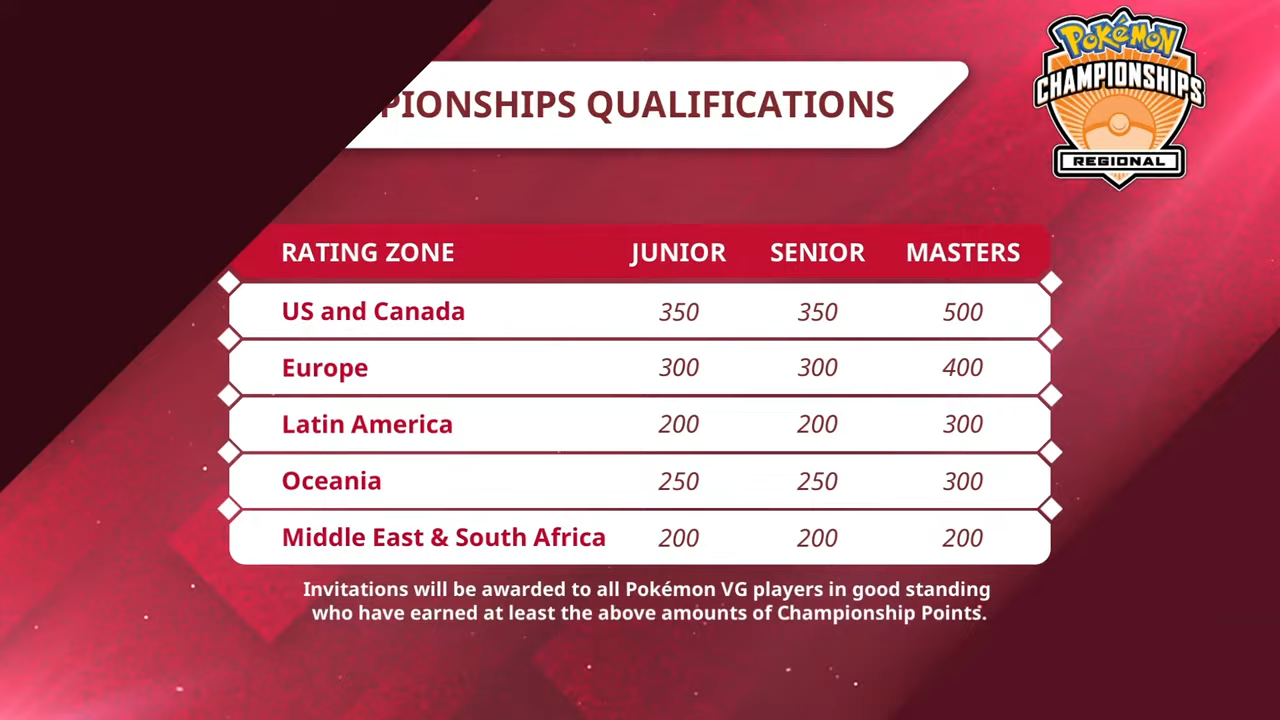 PIONSHIPS QUALIFICATIONS
Pokémon
CHAMPIONSHIPS
REGIONAL
RATING ZONE JUNIOR SENIOR MASTERS
US and Canada 350 350 500
Europe 300 300 400
Latin America 200 200 300
Oceania 250 250 300
Middle East & South Africa 200 200 200
Invitations will be awarded to all Pokémon VG players in good standing
who have earned at least the above amounts of Championship Points.